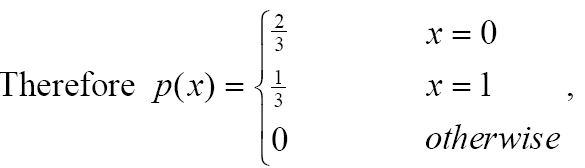 Therefore p(x) = { 2/3 x = 0
1/3 x = 1 ,
0 otherwise